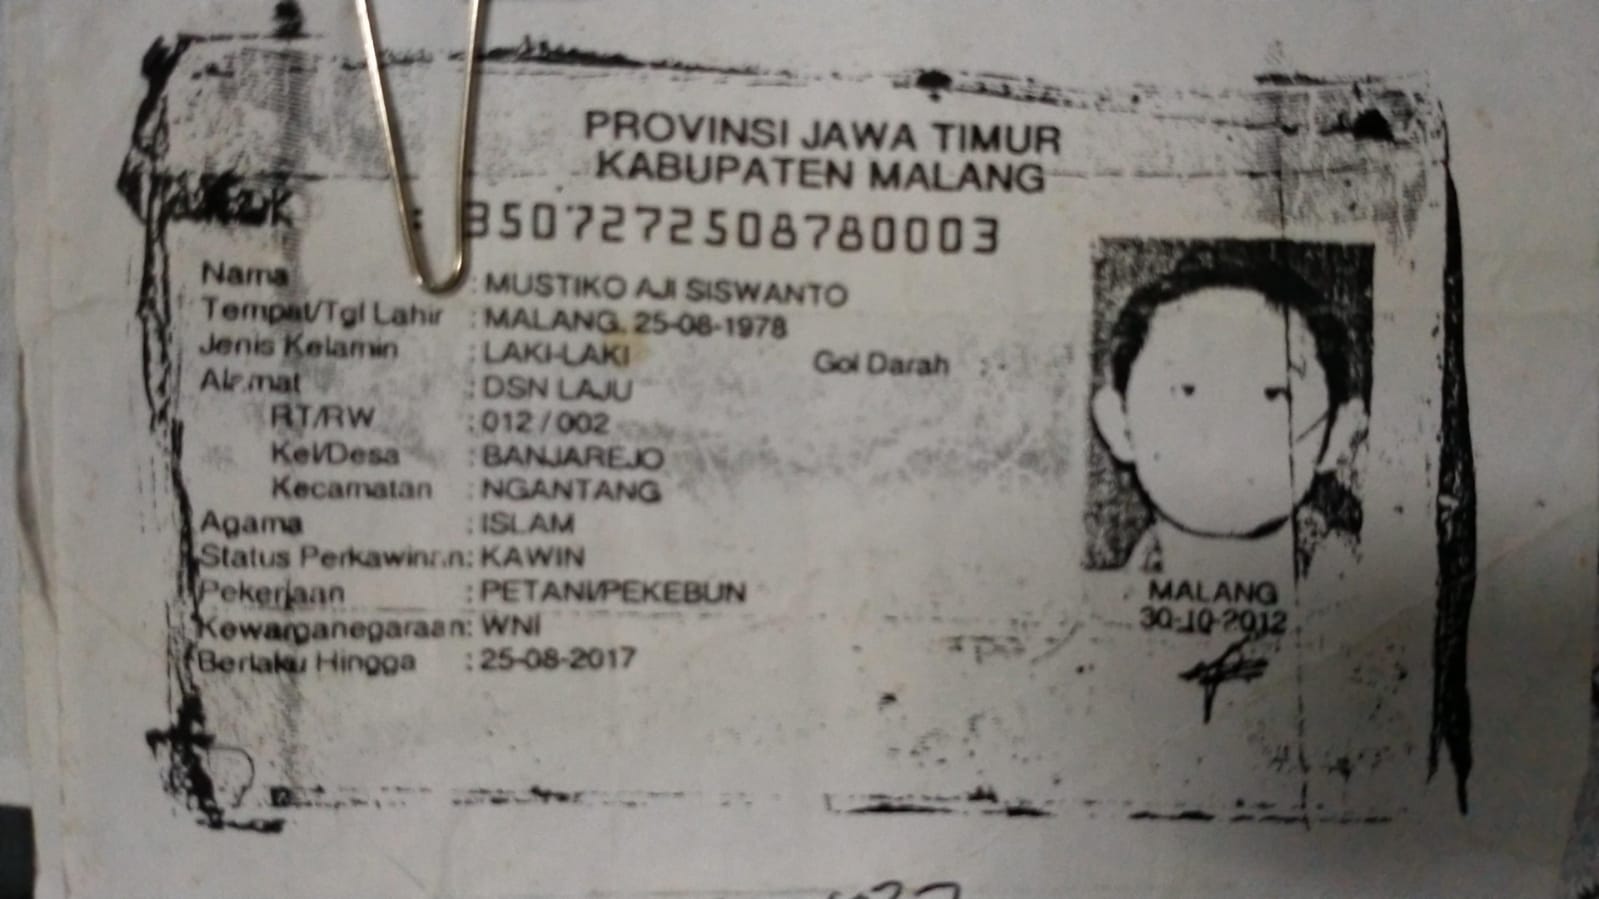 PROVINSI JAWA TIMUR
KABUPATEN MALANG
: 3507272508780003
Nama : MUSTIKO AJI SISWANTO
Tempat/Tgl Lahir : MALANG, 25-08-1978
Jenis Kelamin : LAKI-LAKI Gol Darah : -
Alamat : DSN LAJU
RT/RW : 012 / 002
Kel/Desa : BANJAREJO
Kecamatan : NGANTANG
Agama : ISLAM
Status Perkawinan: KAWIN
Pekerjaan : PETANI/PEKEBUN
Kewarganegaraan: WNI
Berlaku Hingga : 25-08-2017
MALANG
30-10-2012